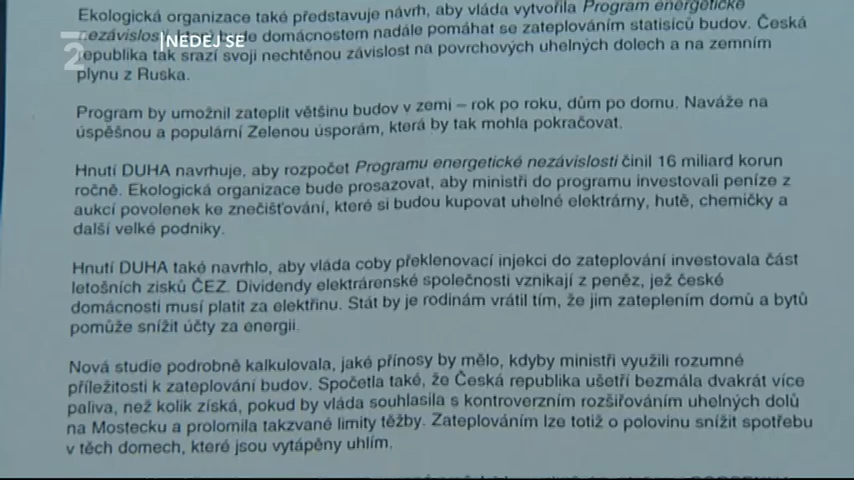 Ekologická organizace také představuje návrh, aby vláda vytvořila Program energetické
nezávislosti, bude domácnostem nadále pomáhat se zateplováním statisíců budov. Česká
2 NEDEJ SE
republika tak srazí svoji nechtěnou závislost na povrchových uhelných dolech a na zemním
plynu z Ruska.
Program by umožnil zateplit většinu budov v zemi – rok po roku, dům po domu. Naváže na
úspěšnou a populární Zelenou úsporám, která by tak mohla pokračovat.
Hnutí DUHA navrhuje, aby rozpočet Programu energetické nezávislosti činil 16 miliard korun
ročně. Ekologická organizace bude prosazovat, aby ministři do programu investovali peníze z
aukcí povolenek ke znečišťování, které si budou kupovat uhelné elektrárny, hutě, chemičky a
další velké podniky.
Hnutí DUHA také navrhlo, aby vláda coby překlenovací injekci do zateplování investovala část
letošních zisků ČEZ. Dividendy elektrárenské společnosti vznikají z peněz, jež české
domácnosti musí platit za elektřinu. Stát by je rodinám vrátil tím, že jim zateplením domů a bytů
pomůže snížit účty za energii.
Nová studie podrobně kalkulovala, jaké přínosy by mělo, kdyby ministři využili rozumné
příležitosti k zateplování budov. Spočetla také, že Česká republika ušetří bezmála dvakrát více
paliva, než kolik získá, pokud by vláda souhlasila s kontroverzním rozšiřováním uhelných dolů
na Mostecku a prolomila takzvané limity těžby. Zateplováním lze totiž o polovinu snížit spotřebu
v těch domech, které jsou vytápěny uhlím.